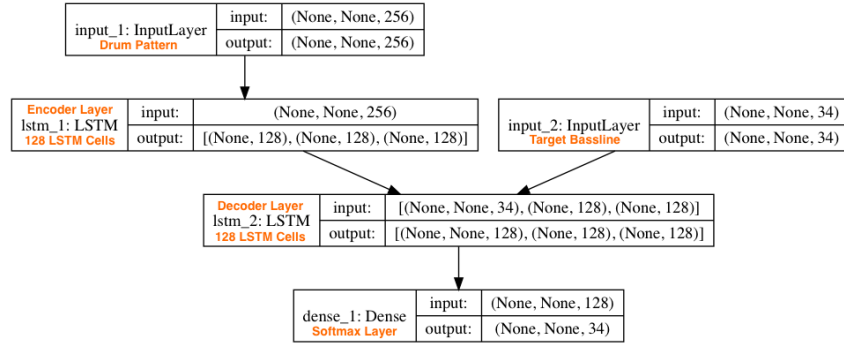 input_1: InputLayer
Drum Pattern
input: (None, None, 256)
output: (None, None, 256)
Encoder Layer
lstm_1: LSTM
128 LSTM Cells
input: (None, None, 256)
output: [(None, 128), (None, 128), (None, 128)]
input_2: InputLayer
Target Bassline
input: (None, None, 34)
output: (None, None, 34)
Decoder Layer
lstm_2: LSTM
128 LSTM Cells
input: [(None, None, 34), (None, 128), (None, 128)]
output: [(None, None, 128), (None, 128), (None, 128)]
dense_1: Dense
Softmax Layer
input: (None, None, 128)
output: (None, None, 34)